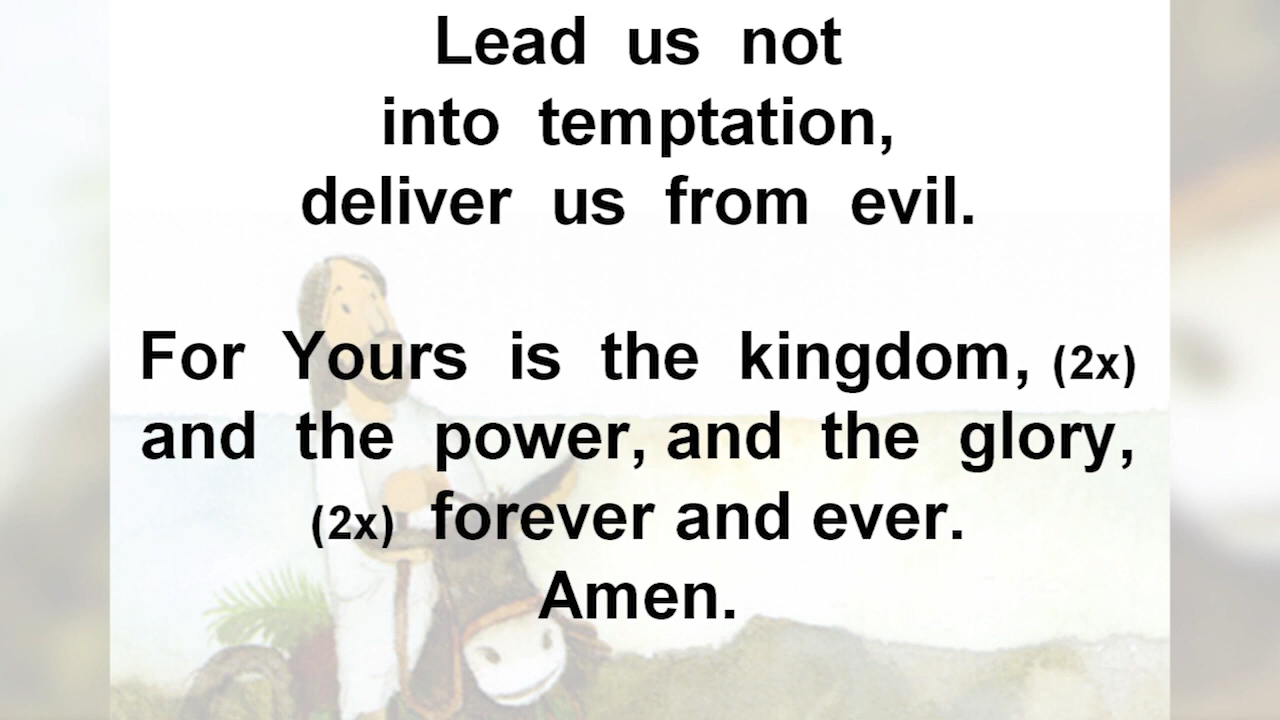 Lead us not
into temptation,
deliver us from evil.
For Yours is the kingdom, (2x)
and the power, and the glory,
(2x) forever and ever.
Amen.